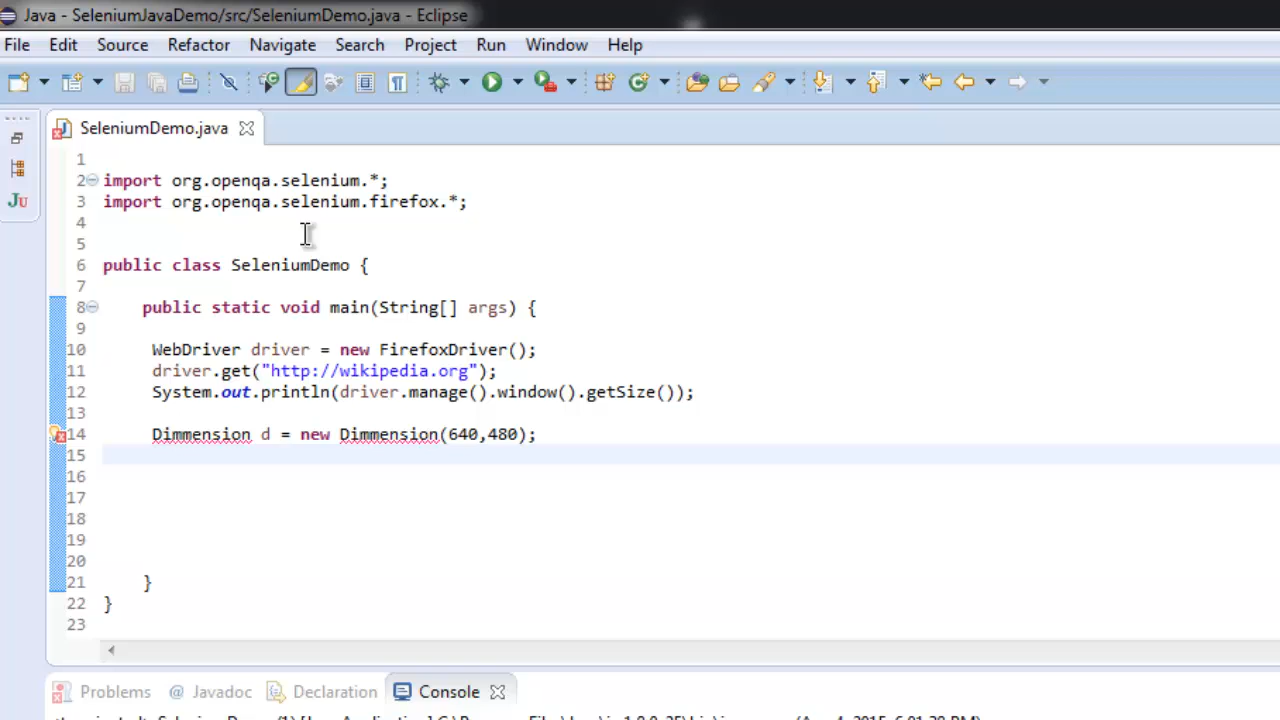 Java - SeleniumJavaDemo/src/SeleniumDemo.java - Eclipse
File Edit Source Refactor Navigate Search Project Run Window Help
SeleniumDemo.java
1
2 import org.openqa.selenium.*;
3 import org.openqa.selenium.firefox.*;
4
5
6 public class SeleniumDemo {
7
8 public static void main(String[] args) {
9
10 WebDriver driver = new FirefoxDriver();
11 driver.get("http://wikipedia.org");
12 System.out.println(driver.manage().window().getSize());
13
14 Dimmension d = new Dimmension(640,480);
15
16
17
18
19
20
21 }
22 }
23
Problems @ Javadoc Declaration Console